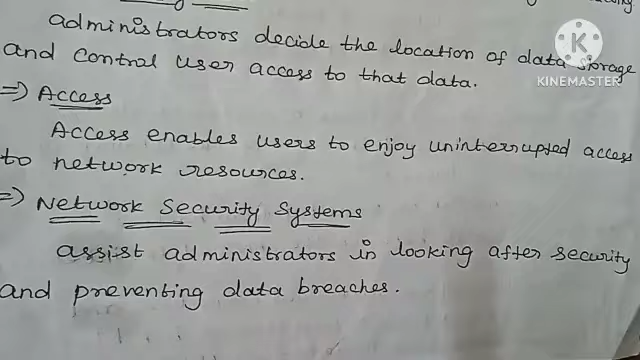 administrators decide the location of data storage
and control user access to that data.
=> Access
Access enables users to enjoy uninterrupted access
to network resources.
=> Network Security Systems
assist administrators in looking after security
and preventing data breaches.
KINEMASTER